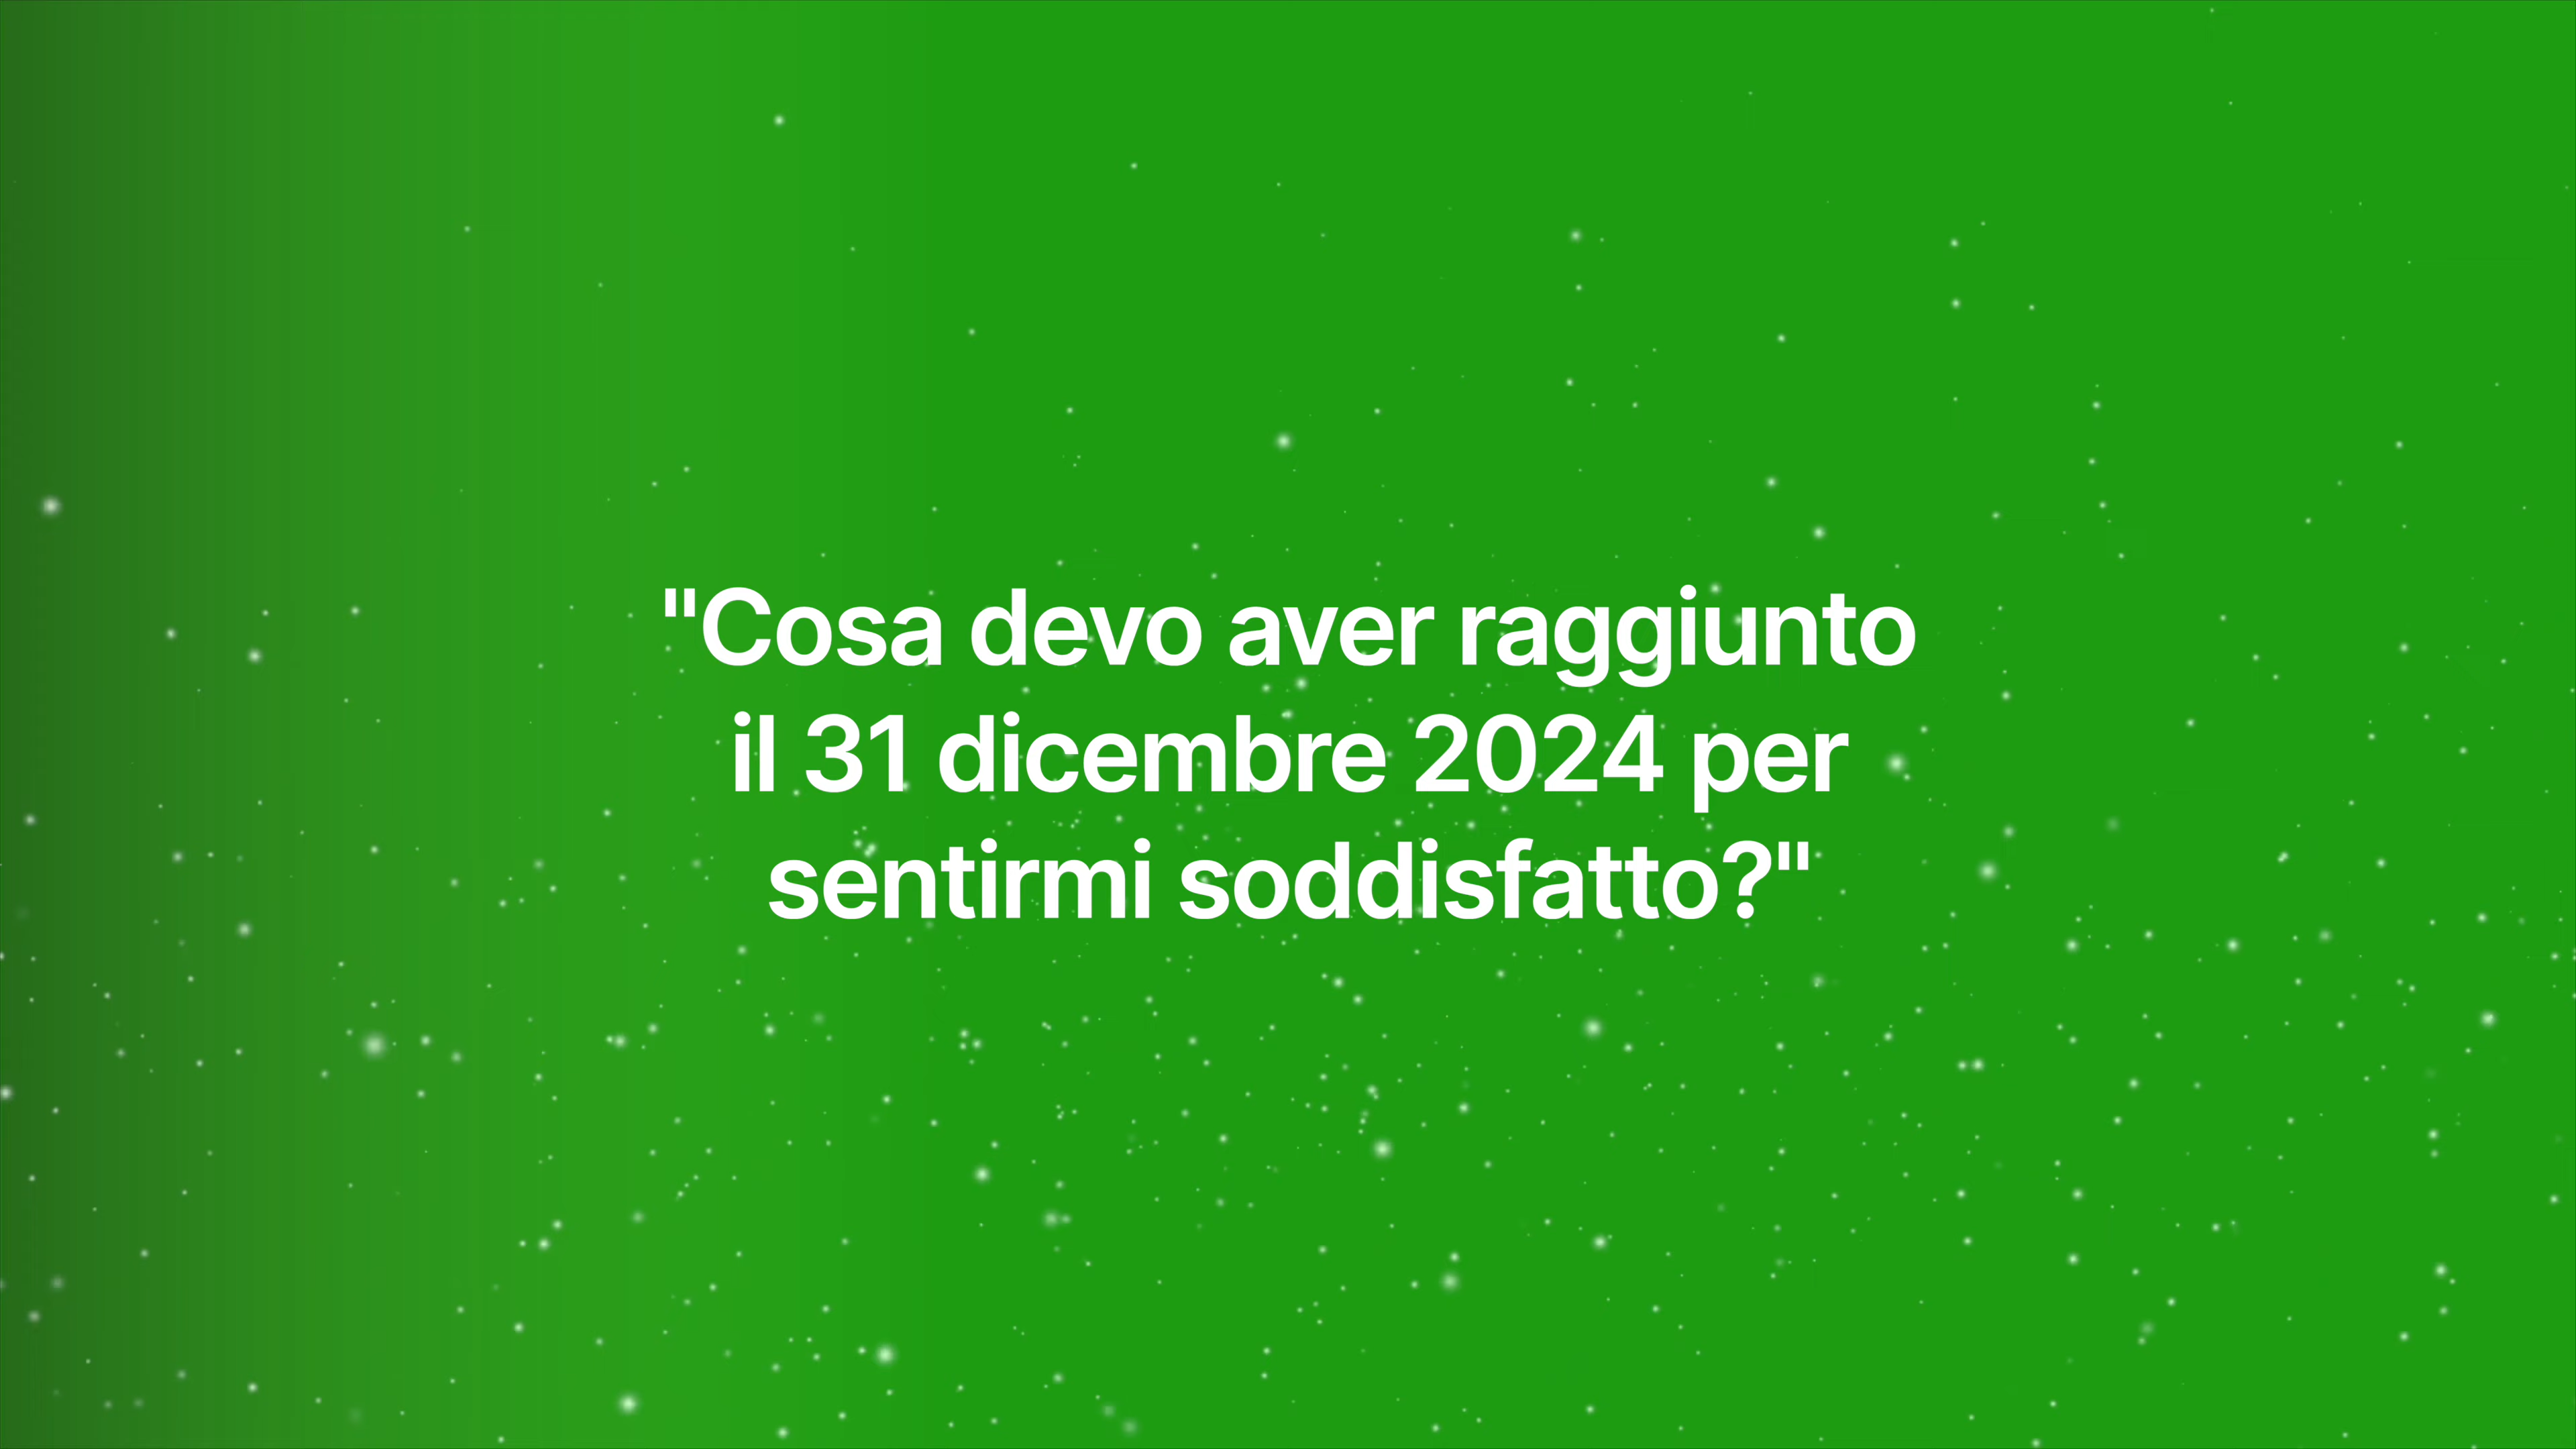 "Cosa devo aver raggiunto
il 31 dicembre 2024 per
sentirmi soddisfatto?"